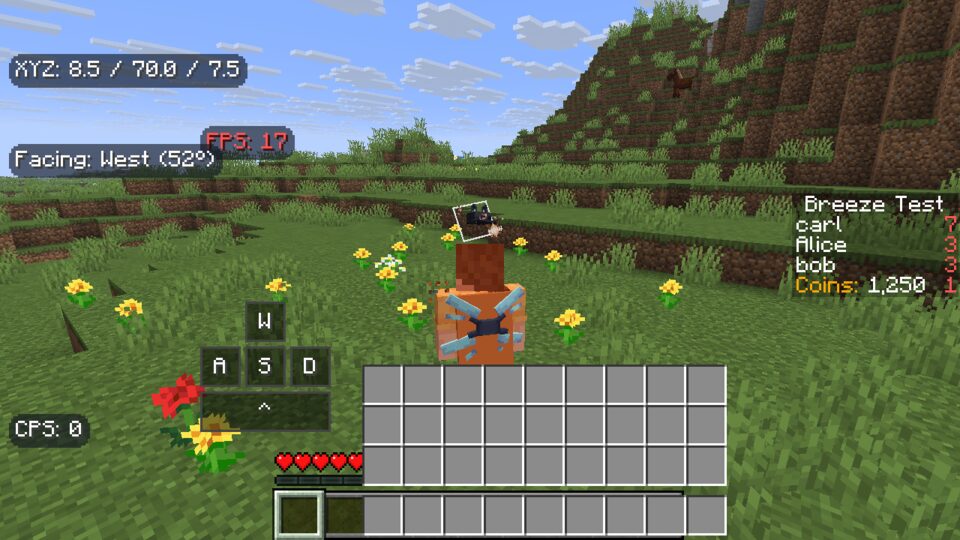 XYZ: 8.5 / 70.0 / 7.5
FPS: 17
Facing: West (52º)
Breeze Test
carl 7
Alice 3
bob 3
Coins: 1,250 1
W
A S D
^
CPS: 0